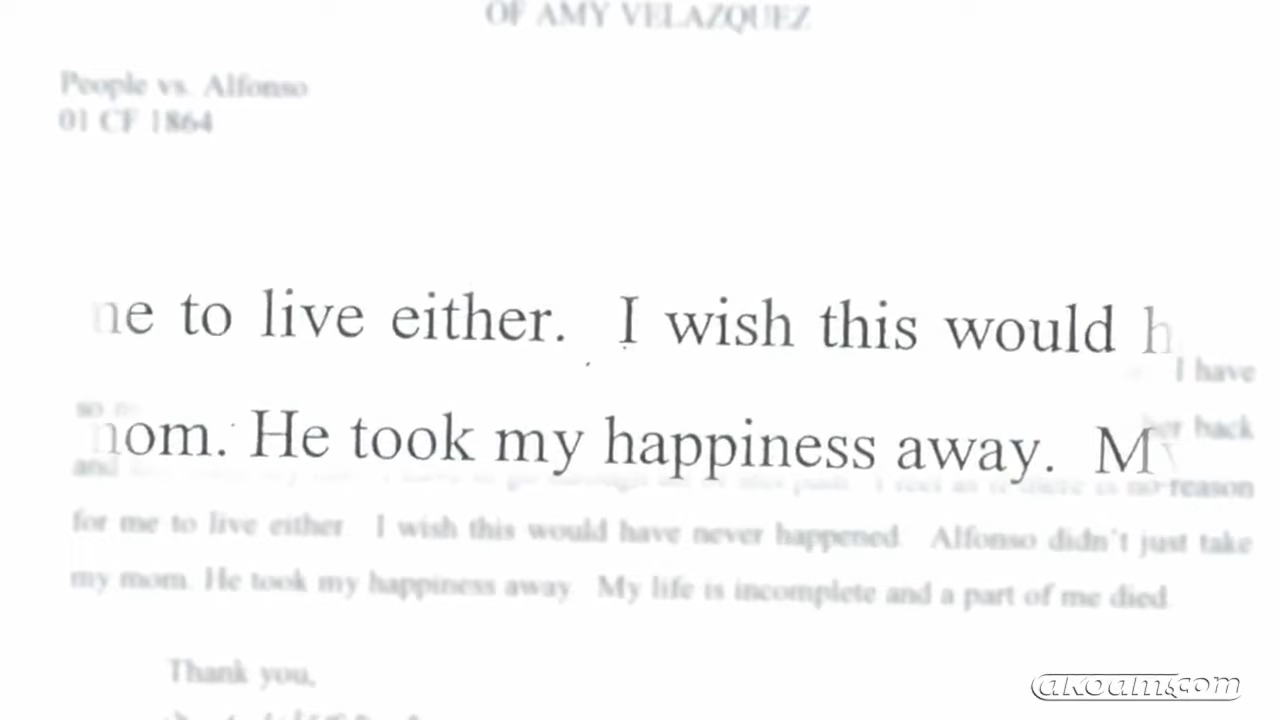 OF AMY VELAZQUEZ
People vs. Alfonso
01 CF 1864
ne to live either. I wish this would h
I have
so
nom. He took my happiness away. My
her back
and
no reason
for me to live either. I wish this would have never happened. Alfonso didn't just take
my mom. He took my happiness away. My life is incomplete and a part of me died.
Thank you,
akoam.com